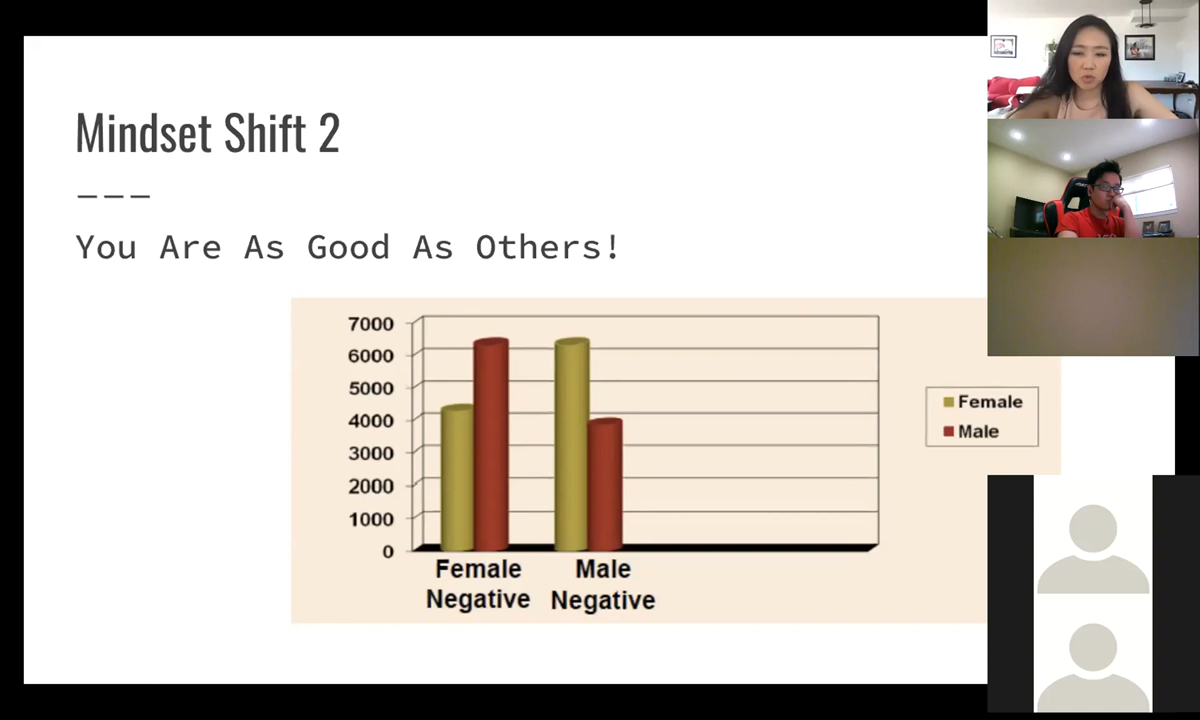 Mindset Shift 2
———
You Are As Good As Others!
7000
6000
5000
4000
3000
2000
1000
0
Female
Negative
Male
Negative
Female
Male